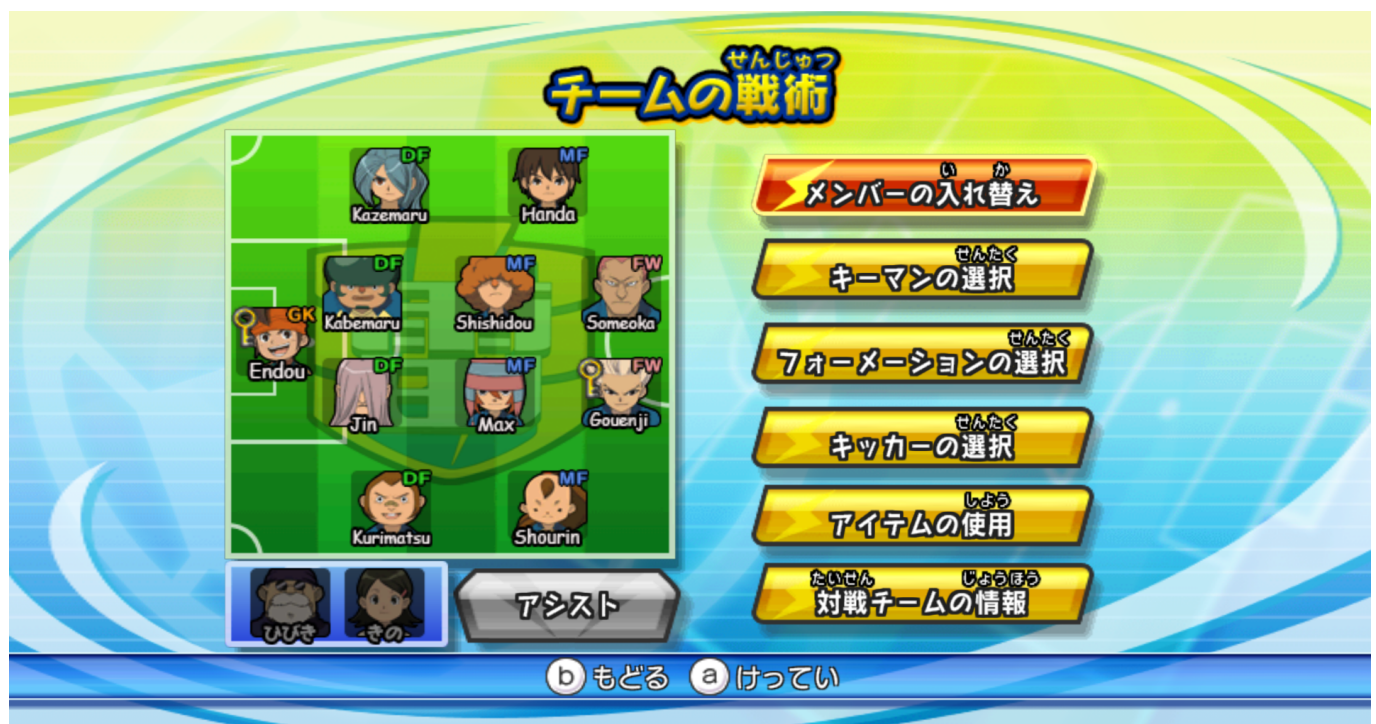 せんじゅつ
チームの戦術
DF
Kazemaru
MF
Handa
DF
Kabemaru
MF
Shishidou
FW
Someoka
GK
Endou
DF
Jin
MF
Max
FW
Gouenji
DF
Kurimatsu
MF
Shourin
ひびき
きの
アシスト
い か
メンバーの入れ替え
せんたく
キーマンの選択
せんたく
フォーメーションの選択
せんたく
キッカーの選択
しよう
アイテムの使用
たいせん じょうほう
対戦チームの情報
b もどる a けってい